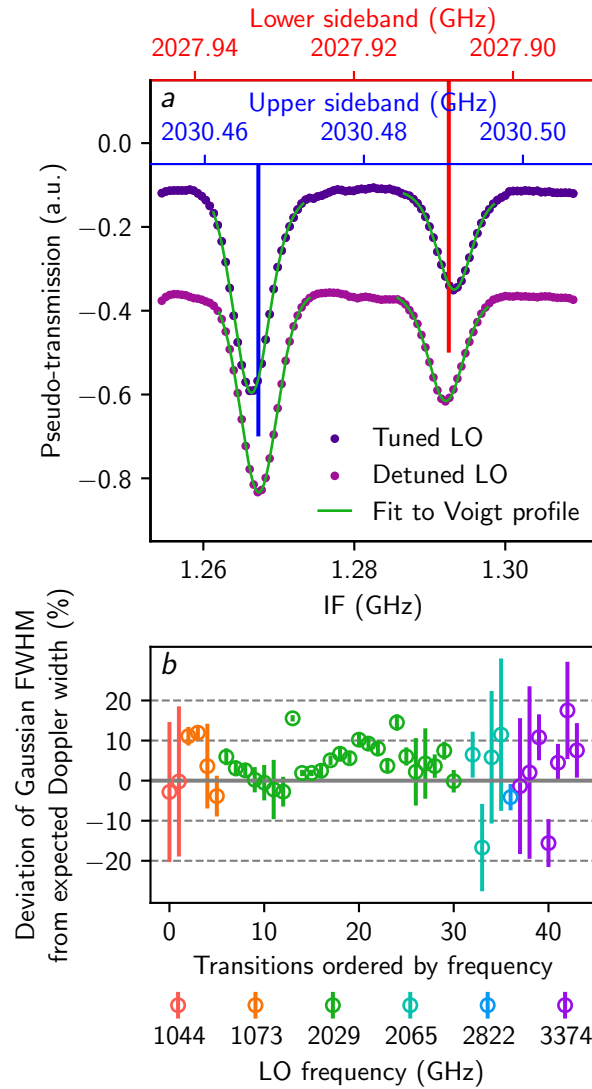 Lower sideband (GHz)
2027.94 2027.92 2027.90
a
Upper sideband (GHz)
2030.46 2030.48 2030.50
Pseudo-transmission (a.u.)
0.0
−0.2
−0.4
−0.6
−0.8
Tuned LO
Detuned LO
Fit to Voigt profile
1.26 1.28 1.30
IF (GHz)
b
Deviation of Gaussian FWHM
from expected Doppler width (%)
20
10
0
−10
−20
0 10 20 30 40
Transitions ordered by frequency
1044 1073 2029 2065 2822 3374
LO frequency (GHz)